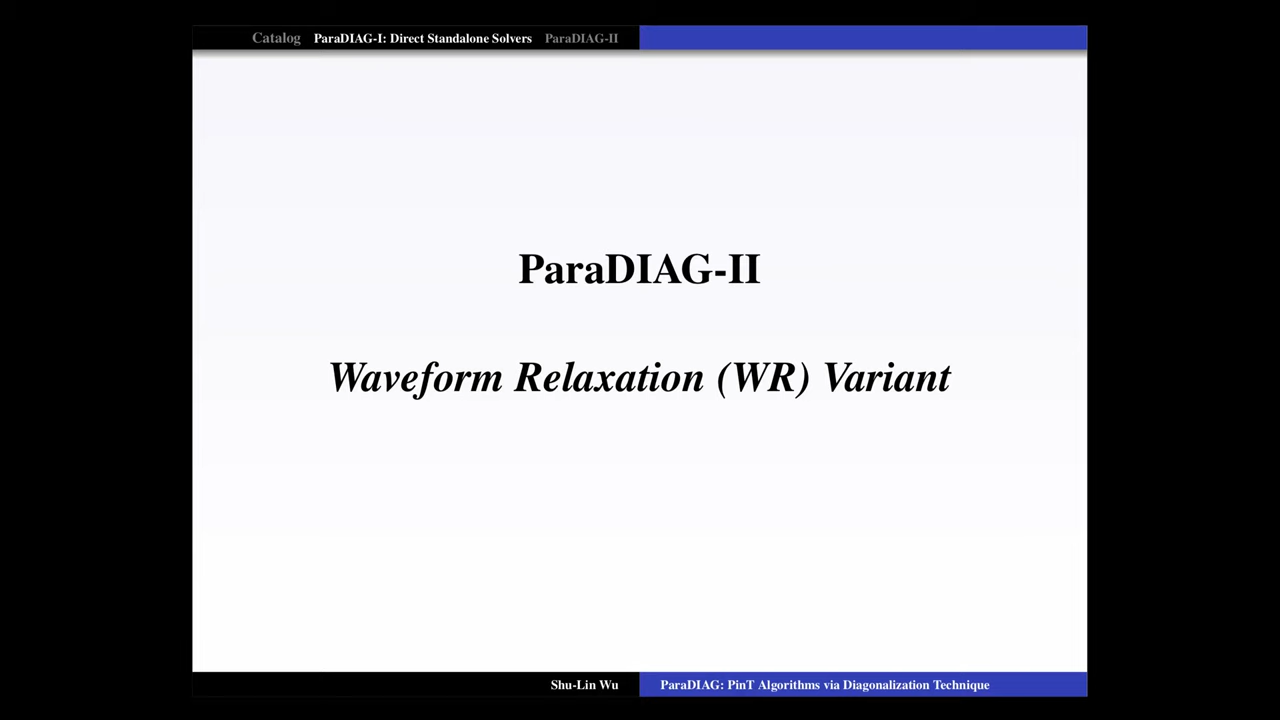 Catalog ParaDIAG-I: Direct Standalone Solvers ParaDIAG-II
ParaDIAG-II
Waveform Relaxation (WR) Variant
Shu-Lin Wu ParaDIAG: PinT Algorithms via Diagonalization Technique